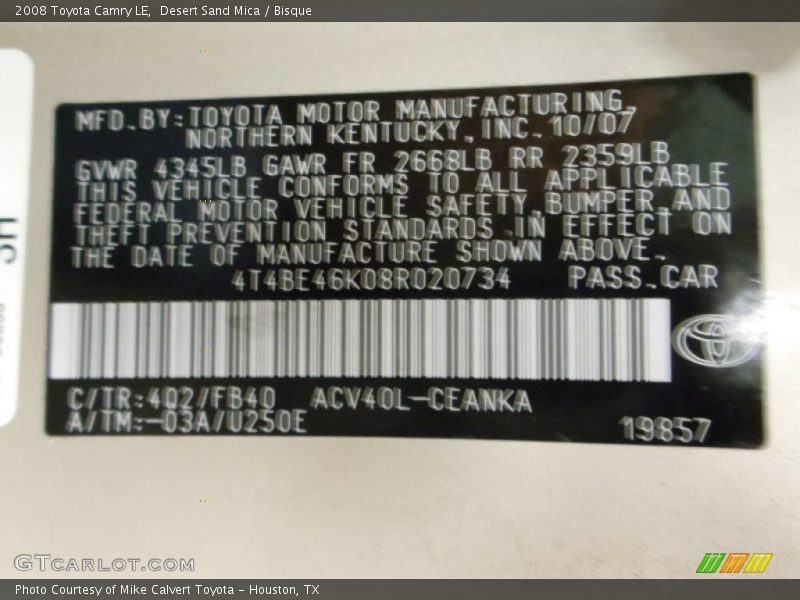 2008 Toyota Camry LE,  Desert Sand Mica / Bisque
MFD.BY:TOYOTA MOTOR MANUFACTURING,
NORTHERN KENTUCKY,INC.10/07
GVWR 4345LB GAWR FR 2668LB RR 2359LB
THIS VEHICLE CONFORMS TO ALL APPLICABLE
FEDERAL MOTOR VEHICLE SAFETY,BUMPER,AND
THEFT PREVENTION STANDARDS IN EFFECT ON
THE DATE OF MANUFACTURE SHOWN ABOVE.
4T4BE46K08R020734 PASS.CAR
C/TR:4Q2/FB40 ACV40L-CEANKA
A/TM:-03A/U250E
19857
GTCARLOT.COM
Photo Courtesy of Mike Calvert Toyota - Houston, TX